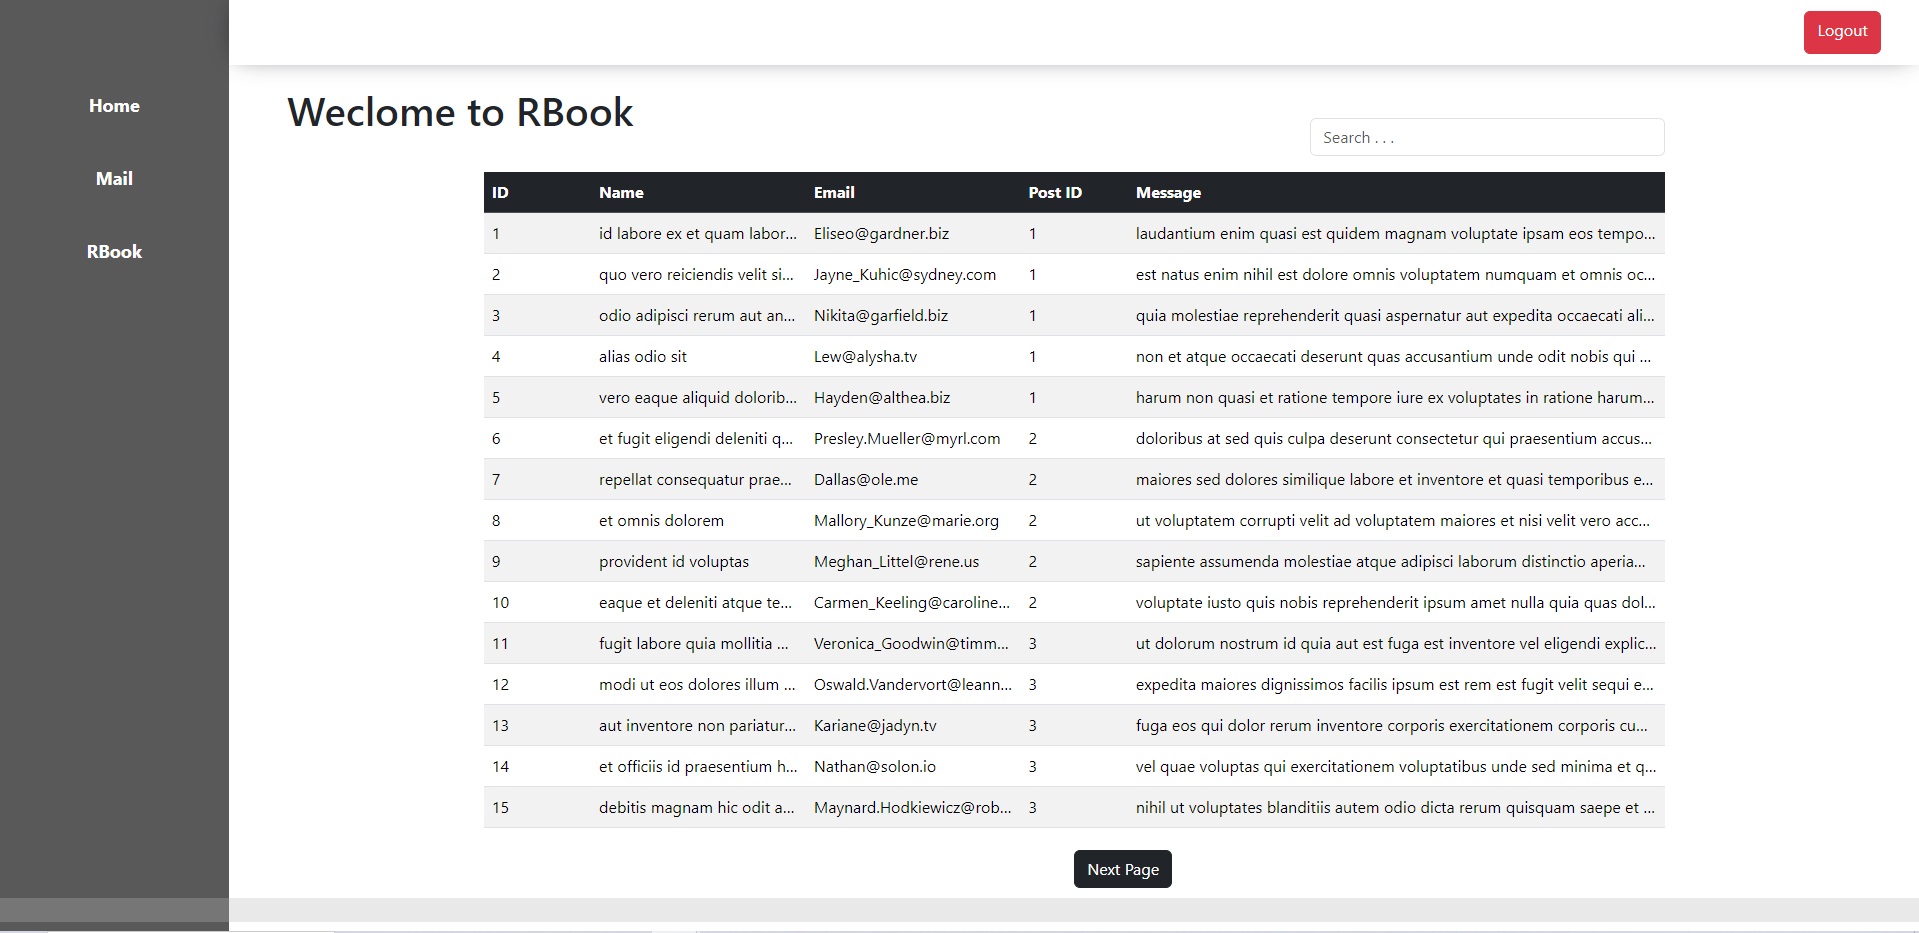 Logout
Home
Mail
RBook
Weclome to RBook
Search . . .
ID Name Email Post ID Message
1 id labore ex et quam labor... Eliseo@gardner.biz 1 laudantium enim quasi est quidem magnam voluptate ipsam eos tempo...
2 quo vero reiciendis velit si... Jayne_Kuhic@sydney.com 1 est natus enim nihil est dolore omnis voluptatem numquam et omnis oc...
3 odio adipisci rerum aut an... Nikita@garfield.biz 1 quia molestiae reprehenderit quasi aspernatur aut expedita occaecati ali...
4 alias odio sit Lew@alysha.tv 1 non et atque occaecati deserunt quas accusantium unde odit nobis qui ...
5 vero eaque aliquid dolorib... Hayden@althea.biz 1 harum non quasi et ratione tempore iure ex voluptates in ratione harum...
6 et fugit eligendi deleniti q... Presley.Mueller@myrl.com 2 doloribus at sed quis culpa deserunt consectetur qui praesentium accus...
7 repellat consequatur prae... Dallas@ole.me 2 maiores sed dolores similique labore et inventore et quasi temporibus e...
8 et omnis dolorem Mallory_Kunze@marie.org 2 ut voluptatem corrupti velit ad voluptatem maiores et nisi velit vero acc...
9 provident id voluptas Meghan_Littel@rene.us 2 sapiente assumenda molestiae atque adipisci laborum distinctio aperia...
10 eaque et deleniti atque te... Carmen_Keeling@caroline... 2 voluptate iusto quis nobis reprehenderit ipsum amet nulla quia quas dol...
11 fugit labore quia mollitia ... Veronica_Goodwin@timm... 3 ut dolorum nostrum id quia aut est fuga est inventore vel eligendi explic...
12 modi ut eos dolores illum ... Oswald.Vandervort@leann... 3 expedita maiores dignissimos facilis ipsum est rem est fugit velit sequi e...
13 aut inventore non pariatur... Kariane@jadyn.tv 3 fuga eos qui dolor rerum inventore corporis exercitationem corporis cu...
14 et officiis id praesentium h... Nathan@solon.io 3 vel quae voluptas qui exercitationem voluptatibus unde sed minima et q...
15 debitis magnam hic odit a... Maynard.Hodkiewicz@rob... 3 nihil ut voluptates blanditiis autem odio dicta rerum quisquam saepe et ...
Next Page